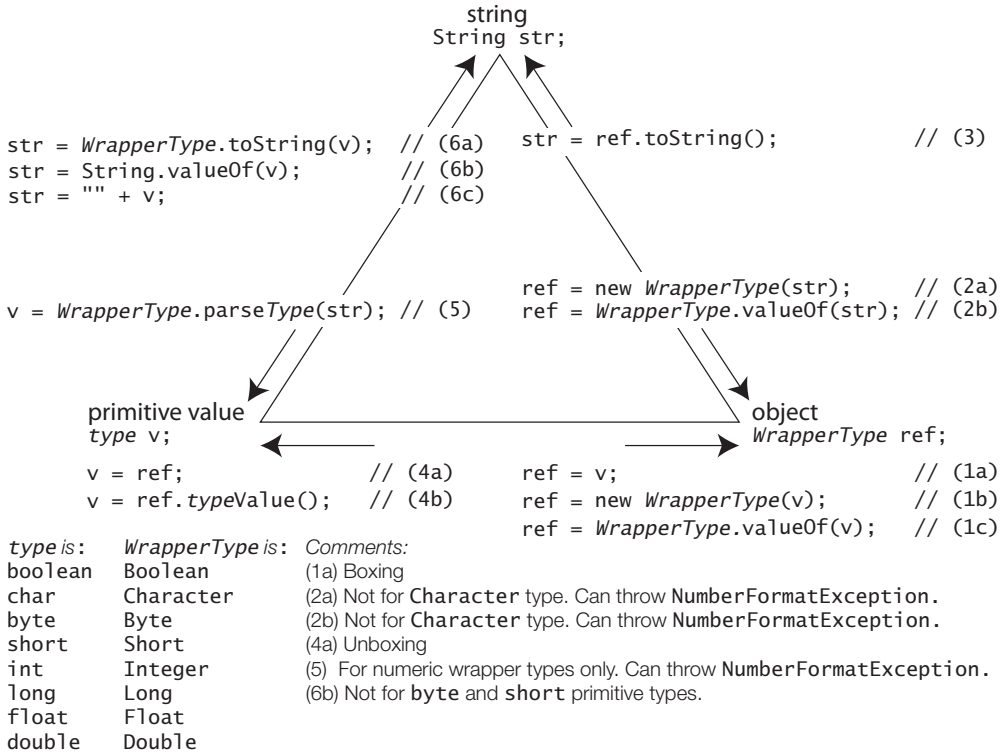 string
String str;
str = WrapperType.toString(v); // (6a)
str = String.valueOf(v); // (6b)
str = "" + v; // (6c)
str = ref.toString(); // (3)
v = WrapperType.parseType(str); // (5)
ref = new WrapperType(str); // (2a)
ref = WrapperType.valueOf(str); // (2b)
primitive value
type v;
object
WrapperType ref;
v = ref; // (4a)
v = ref.typeValue(); // (4b)
ref = v; // (1a)
ref = new WrapperType(v); // (1b)
ref = WrapperType.valueOf(v); // (1c)
type is: WrapperType is: Comments:
boolean Boolean (1a) Boxing
char Character (2a) Not for Character type. Can throw NumberFormatException.
byte Byte (2b) Not for Character type. Can throw NumberFormatException.
short Short (4a) Unboxing
int Integer (5) For numeric wrapper types only. Can throw NumberFormatException.
long Long (6b) Not for byte and short primitive types.
float Float
double Double